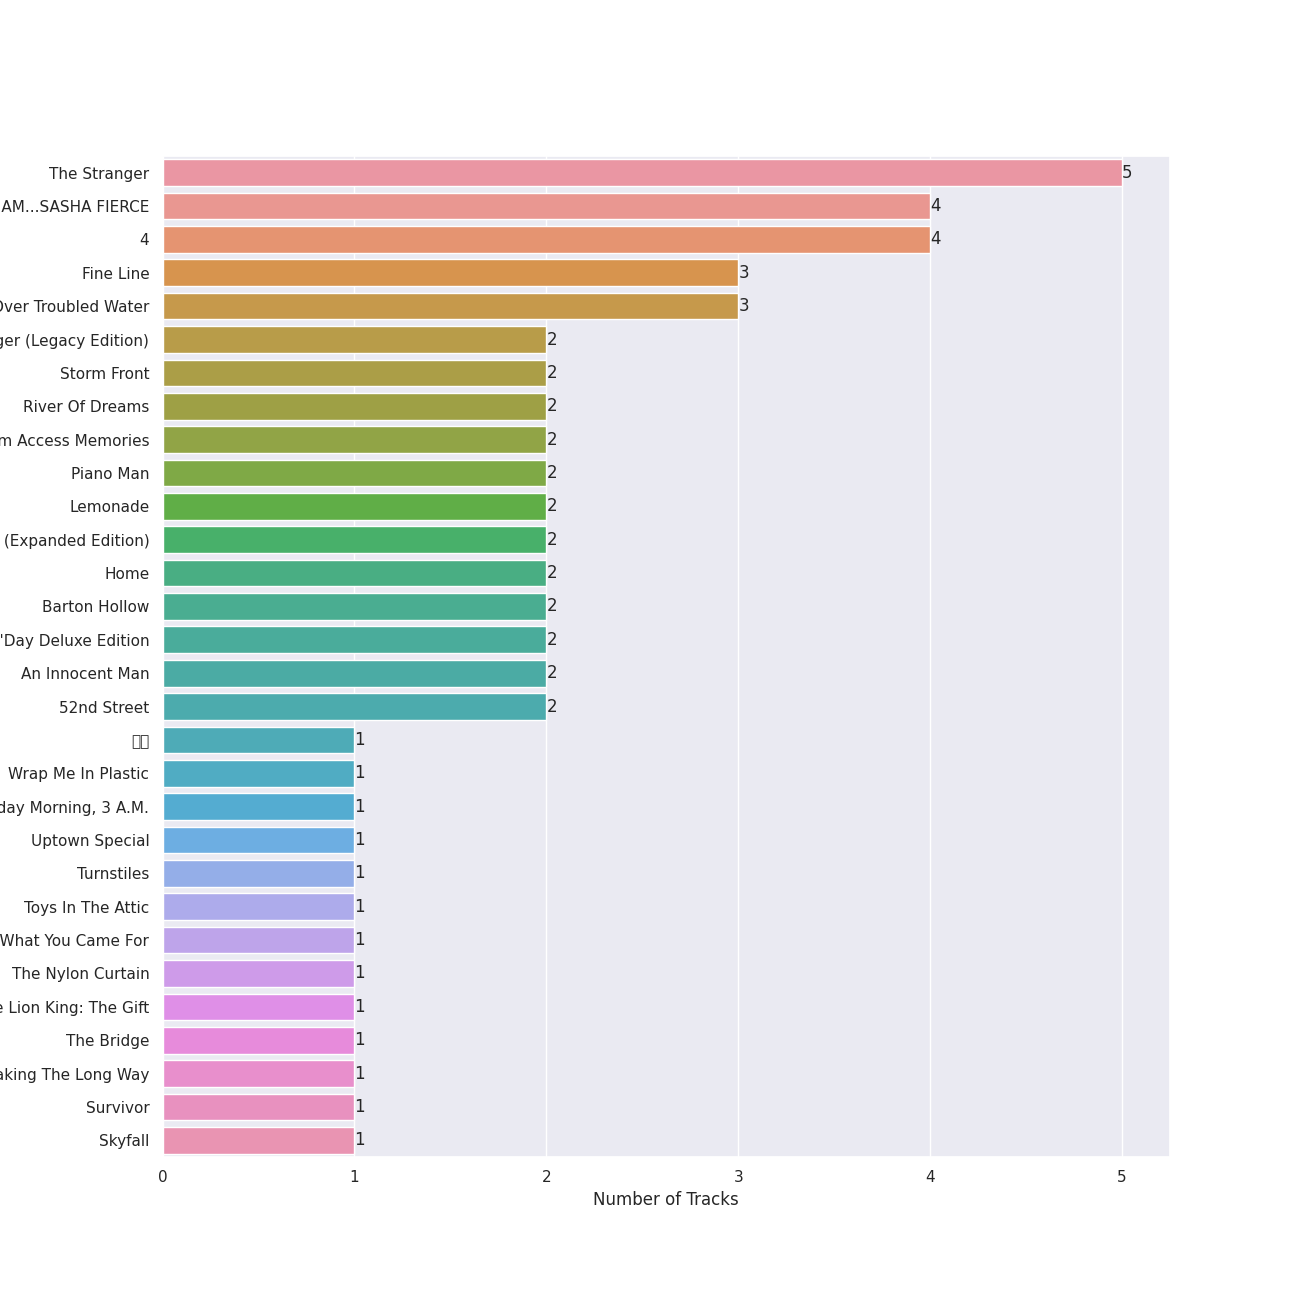 The Stranger
5
AM...SASHA FIERCE
4
4
4
Fine Line
3
Over Troubled Water
3
ger (Legacy Edition)
2
Storm Front
2
River Of Dreams
2
m Access Memories
2
Piano Man
2
Lemonade
2
(Expanded Edition)
2
Home
2
Barton Hollow
2
'Day Deluxe Edition
2
An Innocent Man
2
52nd Street
2
1
Wrap Me In Plastic
1
day Morning, 3 A.M.
1
Uptown Special
1
Turnstiles
1
Toys In The Attic
1
What You Came For
1
The Nylon Curtain
1
e Lion King: The Gift
1
The Bridge
1
aking The Long Way
1
Survivor
1
Skyfall
1
0 1 2 3 4 5
Number of Tracks